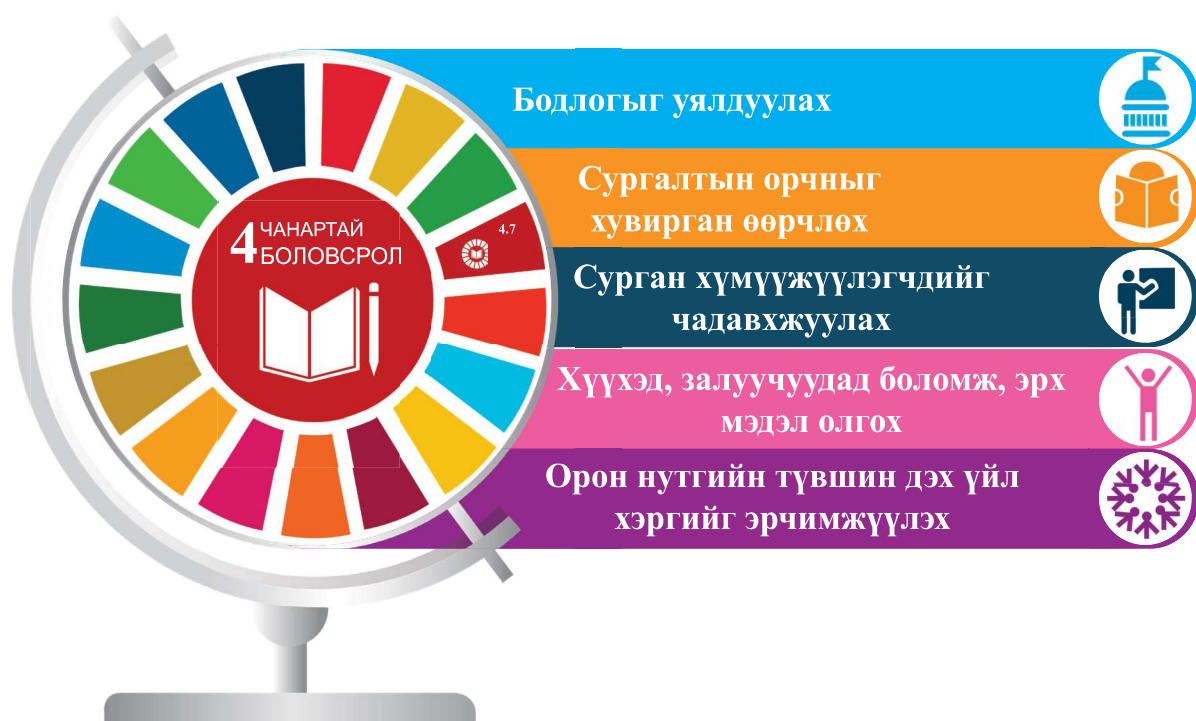 4 ЧАНАРТАЙ
БОЛОВСРОЛ
4.7
Бодлогыг уялдуулах
Сургалтын орчныг
хувирган өөрчлөх
Сурган хүмүүжүүлэгчдийг
чадавхжуулах
Хүүхэд, залуучуудад боломж, эрх
мэдэл олгох
Орон нутгийн түвшин дэх үйл
хэргийг эрчимжүүлэх